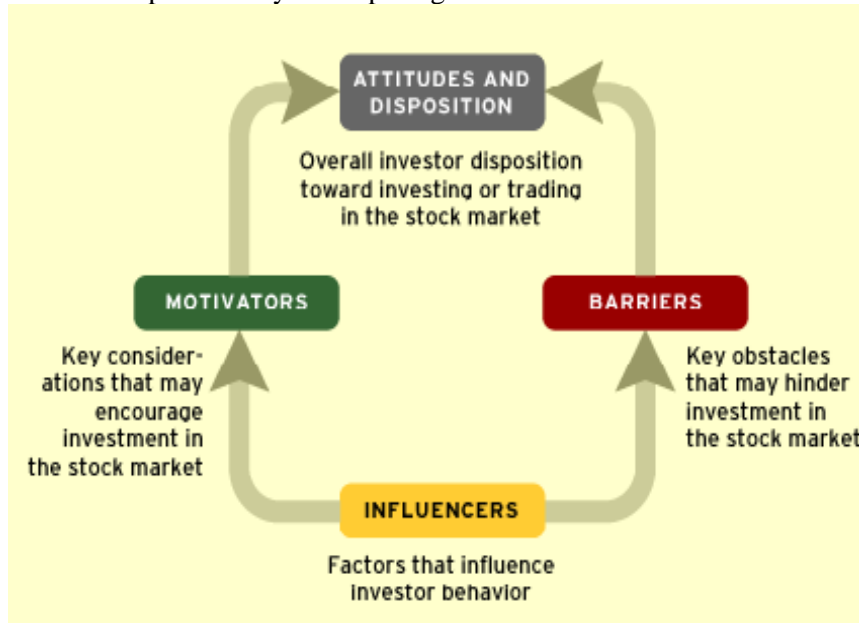 ATTITUDES AND
DISPOSITION
Overall investor disposition
toward investing or trading
in the stock market
MOTIVATORS
Key consider-
ations that may
encourage
investment in
the stock market
BARRIERS
Key obstacles
that may hinder
investment in
the stock market
INFLUENCERS
Factors that influence
investor behavior